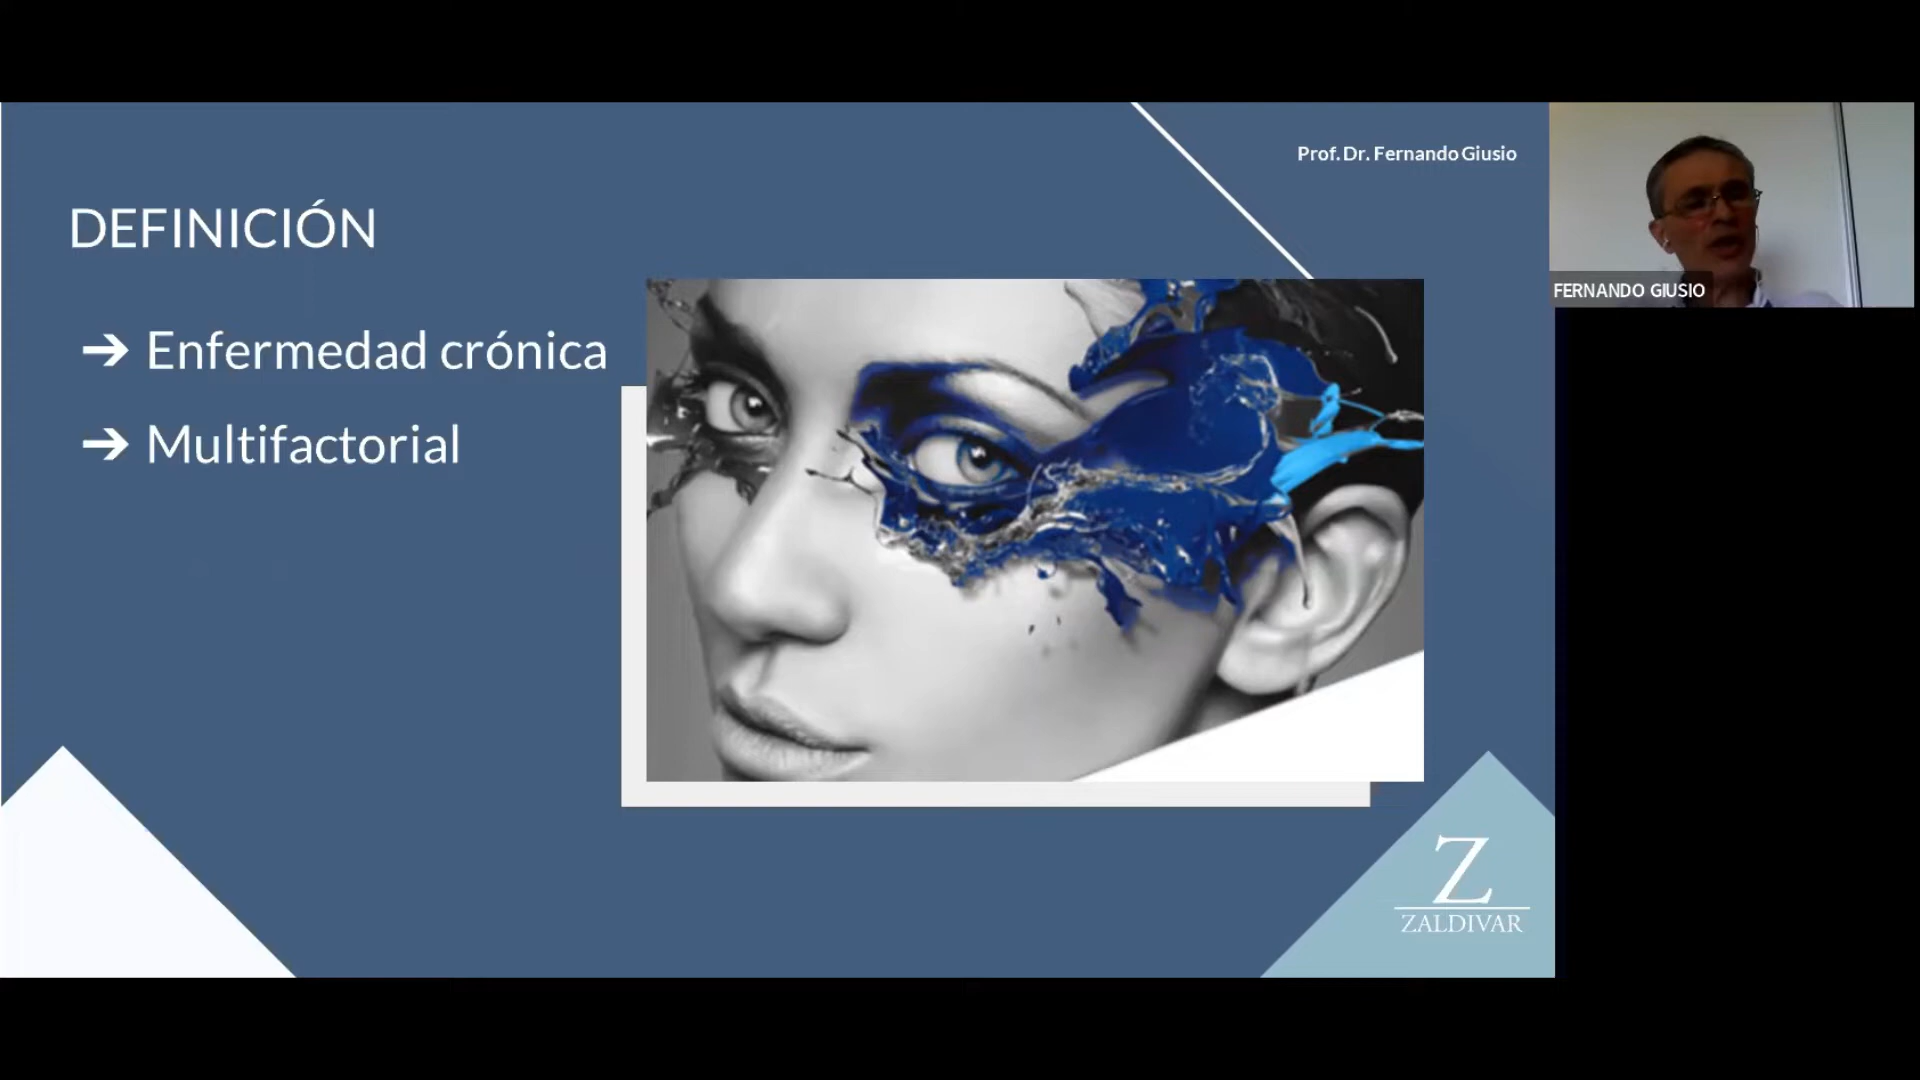 Prof. Dr. Fernando Giusio
DEFINICIÓN
➔ Enfermedad crónica
➔ Multifactorial
FERNANDO GIUSIO
Z
ZALDIVAR